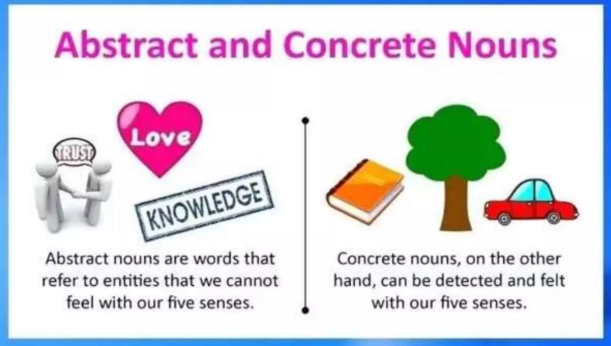 Abstract and Concrete Nouns
TRUST
Love
KNOWLEDGE
Abstract nouns are words that
refer to entities that we cannot
feel with our five senses.
Concrete nouns, on the other
hand, can be detected and felt
with our five senses.